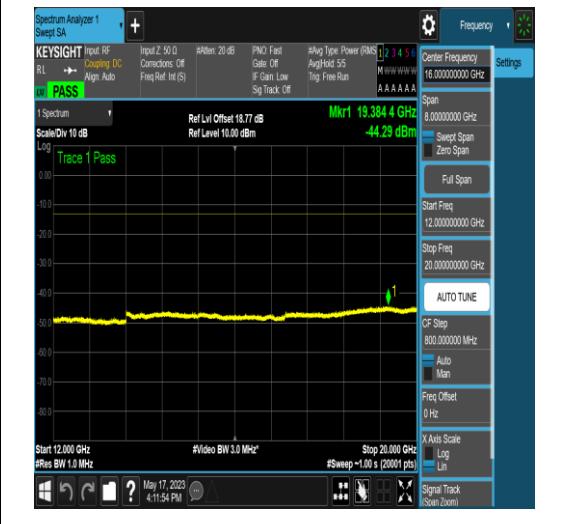 Spectrum Analyzer 1
Swept SA
+
Frequency
KEYSIGHT Input: RF
Coupling: DC
Align: Auto
RL
LW PASS
Input Z: 50 Ω
Corrections: Off
Freq Ref: Int (S)
#Atten: 20 dB
PNO: Fast
Gate: Off
IF Gain: Low
Sig Track: Off
#Avg Type: Power (RMS
Avg|Hold: 5/5
Trig: Free Run
1 2 3 4 5 6
M W W W W W
A A A A A A
1 Spectrum
Scale/Div 10 dB
Ref Lvl Offset 18.77 dB
Ref Level 10.00 dBm
Mkr1 19.384 4 GHz
-44.29 dBm
Log
Trace 1 Pass
0.00
-10.0
-20.0
-30.0
-40.0
-50.0
-60.0
-70.0
-80.0
1
Start 12.000 GHz
#Res BW 1.0 MHz
#Video BW 3.0 MHz*
Stop 20.000 GHz
#Sweep ~1.00 s (20001 pts)
?
May 17, 2023
4:11:54 PM
Center Frequency
16.000000000 GHz
Settings
Span
8.00000000 GHz
Swept Span
Zero Span
Full Span
Start Freq
12.000000000 GHz
Stop Freq
20.000000000 GHz
AUTO TUNE
CF Step
800.000000 MHz
Auto
Man
Freq Offset
0 Hz
X Axis Scale
Log
Lin
Signal Track
(Span Zoom)